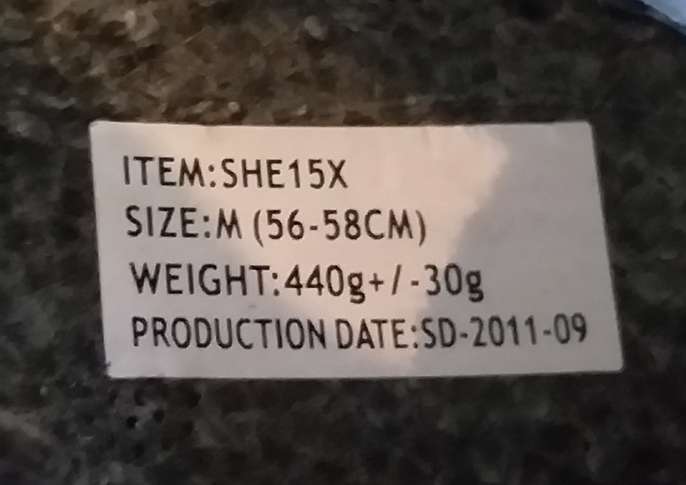 ITEM:SHE15X
SIZE:M (56-58CM)
WEIGHT:440g+/-30g
PRODUCTION DATE:SD-2011-09